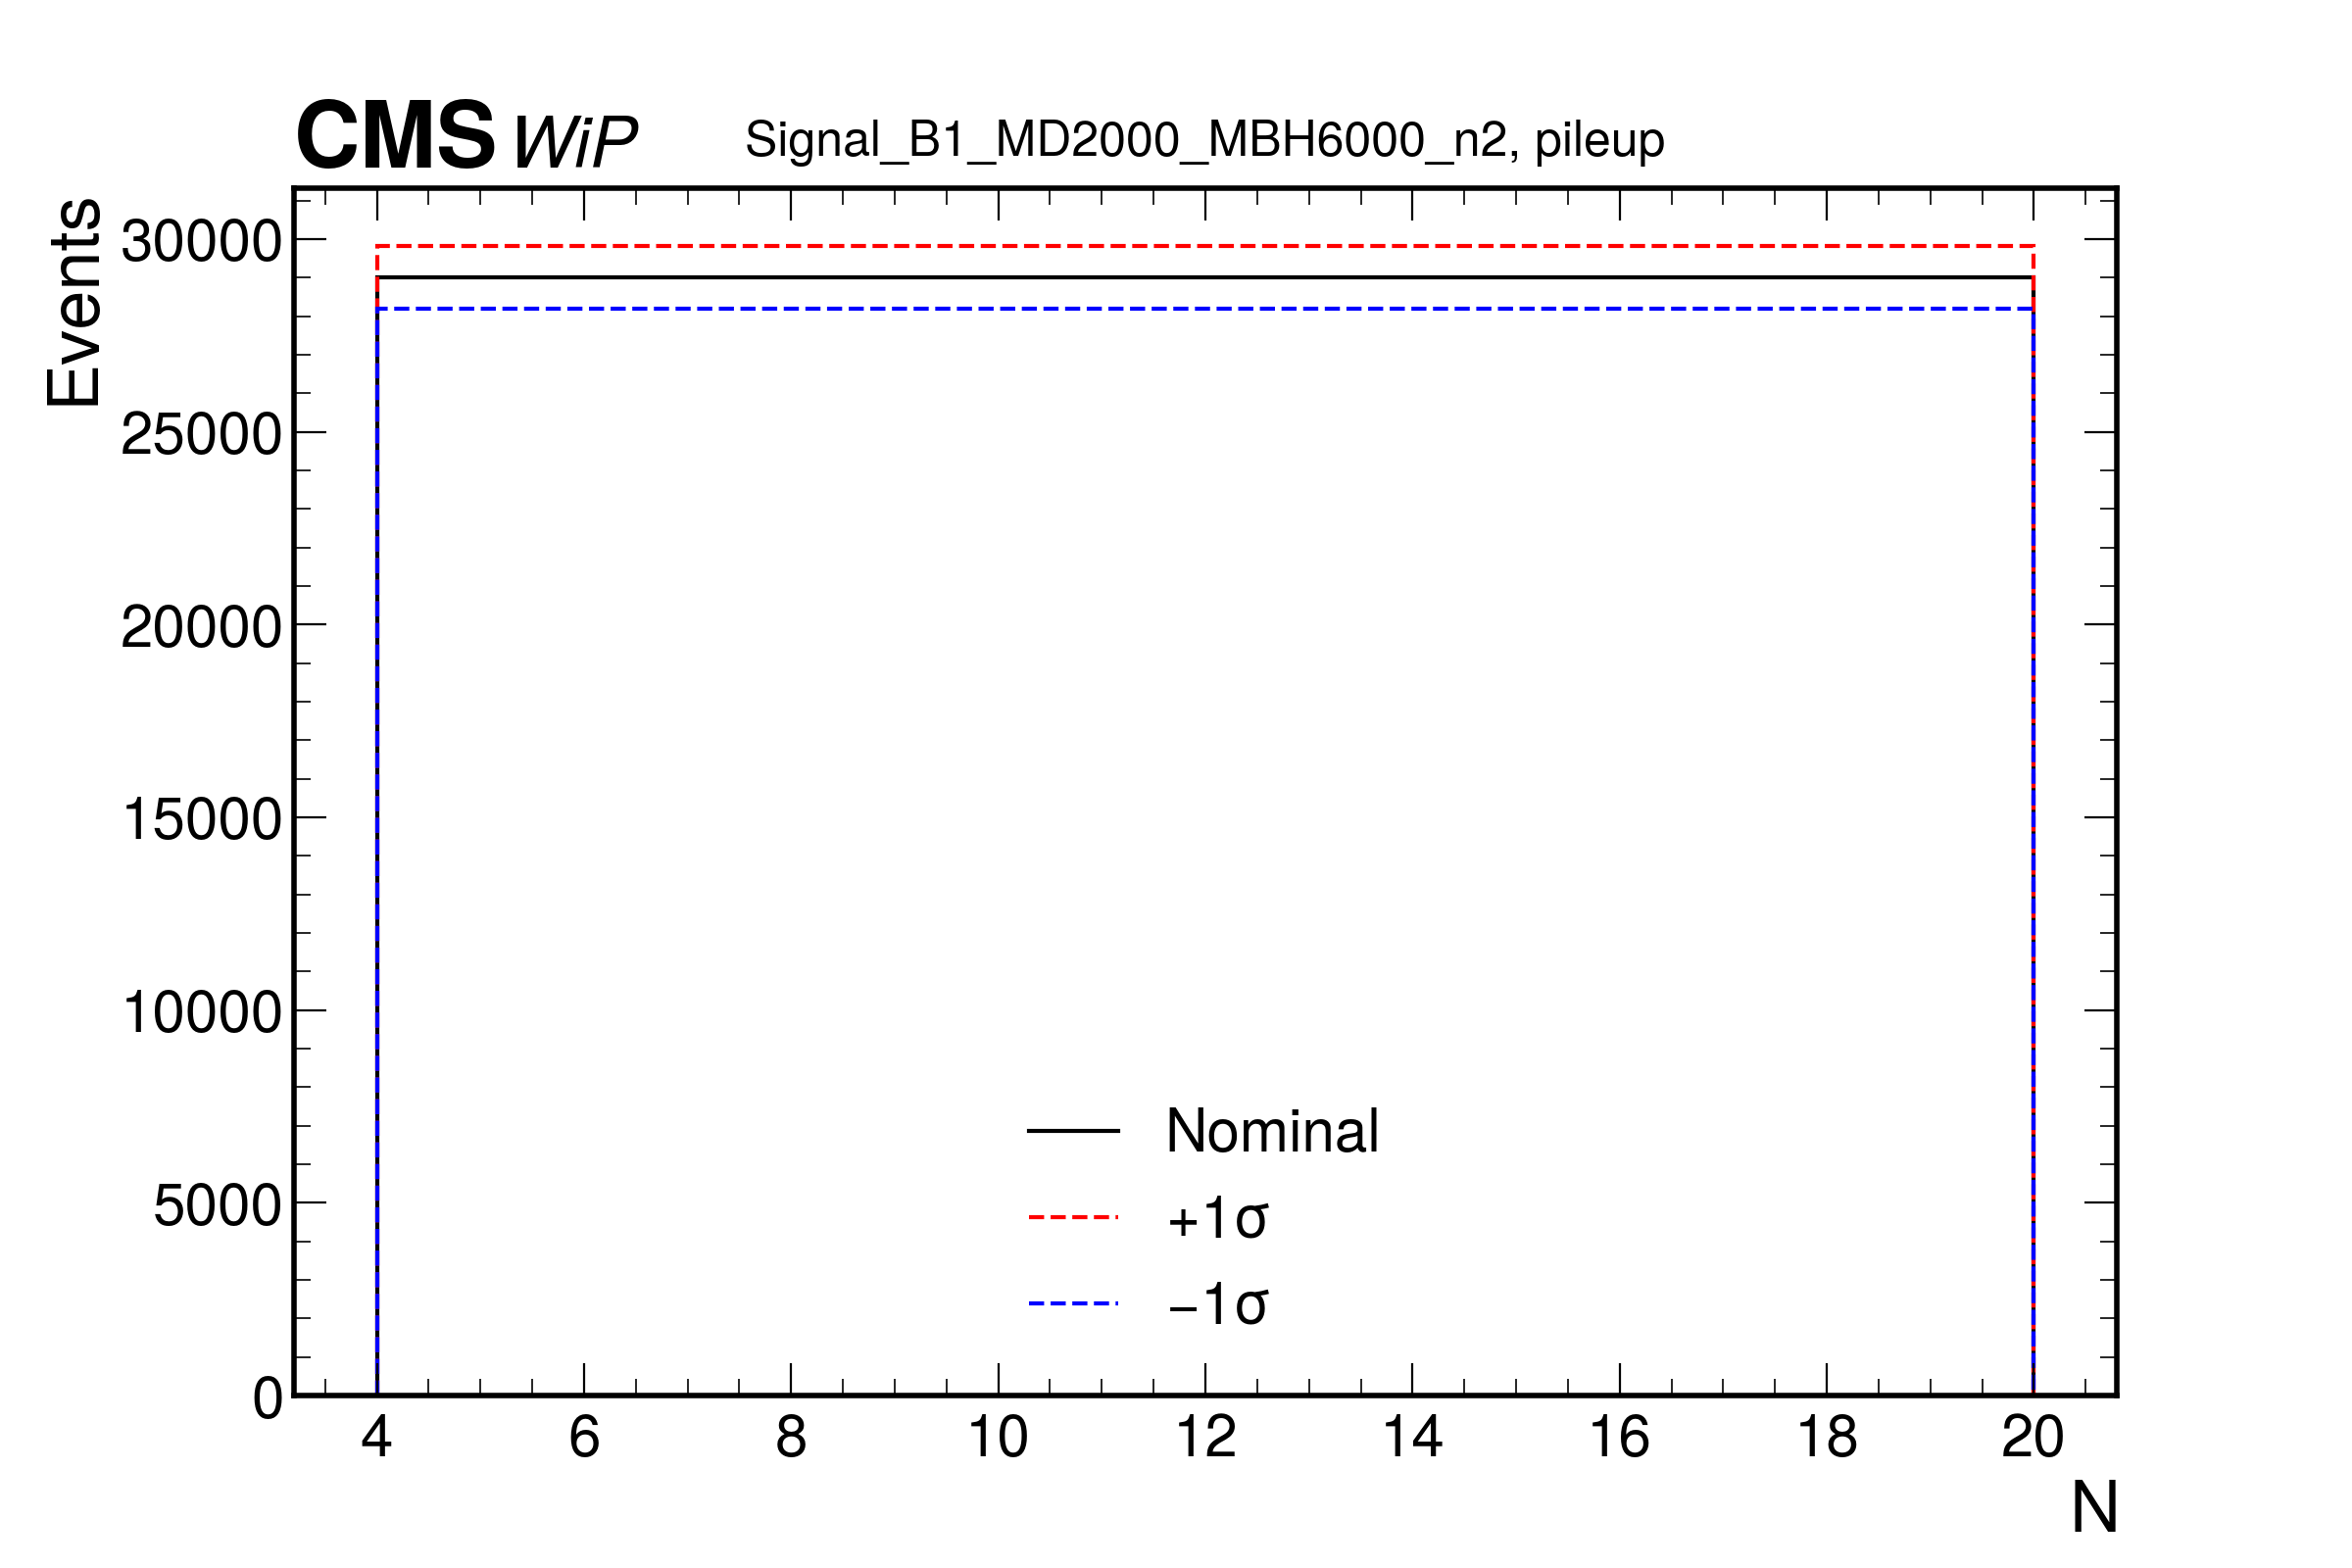 CMS WiP Signal_B1_MD2000_MBH6000_n2, pileup
Events
30000
25000
20000
15000
10000
5000
0
Nominal
+1σ
−1σ
4 6 8 10 12 14 16 18 20
N